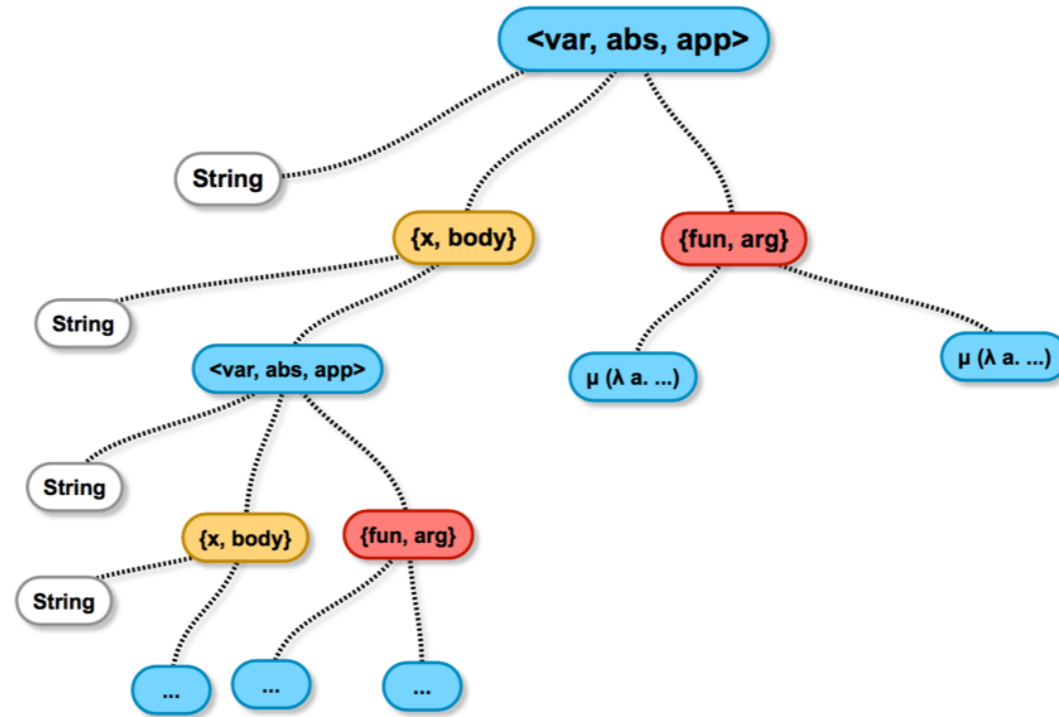 <var, abs, app>
String
{x, body}
{fun, arg}
String
<var, abs, app>
μ (λ a. ...)
μ (λ a. ...)
String
{x, body}
{fun, arg}
String
...
...
...